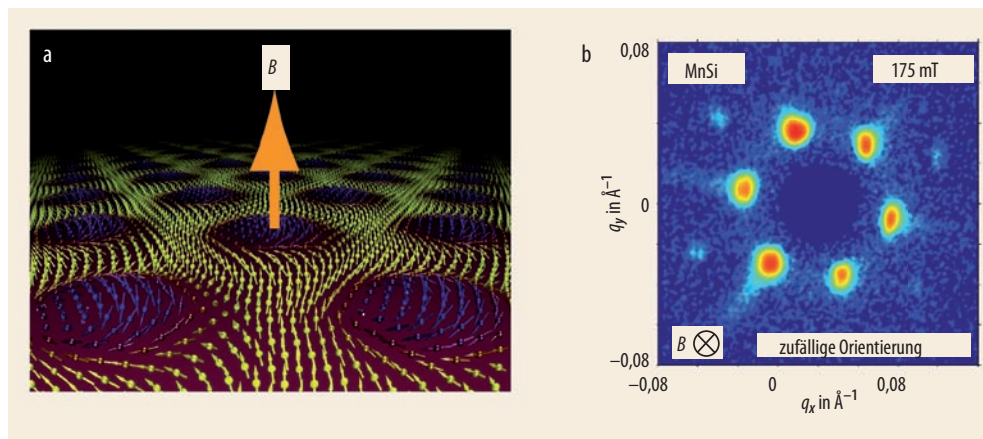 a
B
b
0,08
MnSi
175 mT
q_y in Å⁻¹
0
B
zufällige Orientierung
−0,08
−0,08
0
0,08
q_x in Å⁻¹